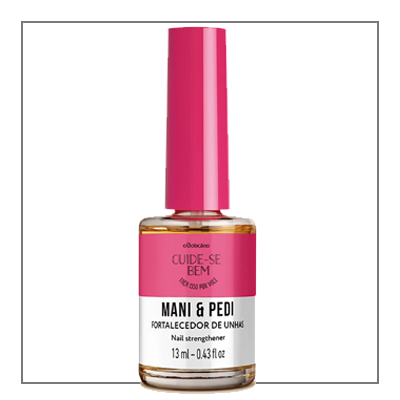 oBoticário
CUIDE-SE
BEM
MANI & PEDI
FORTALECEDOR DE UNHAS
Nail strengthener
13 ml – 0.43 fl oz